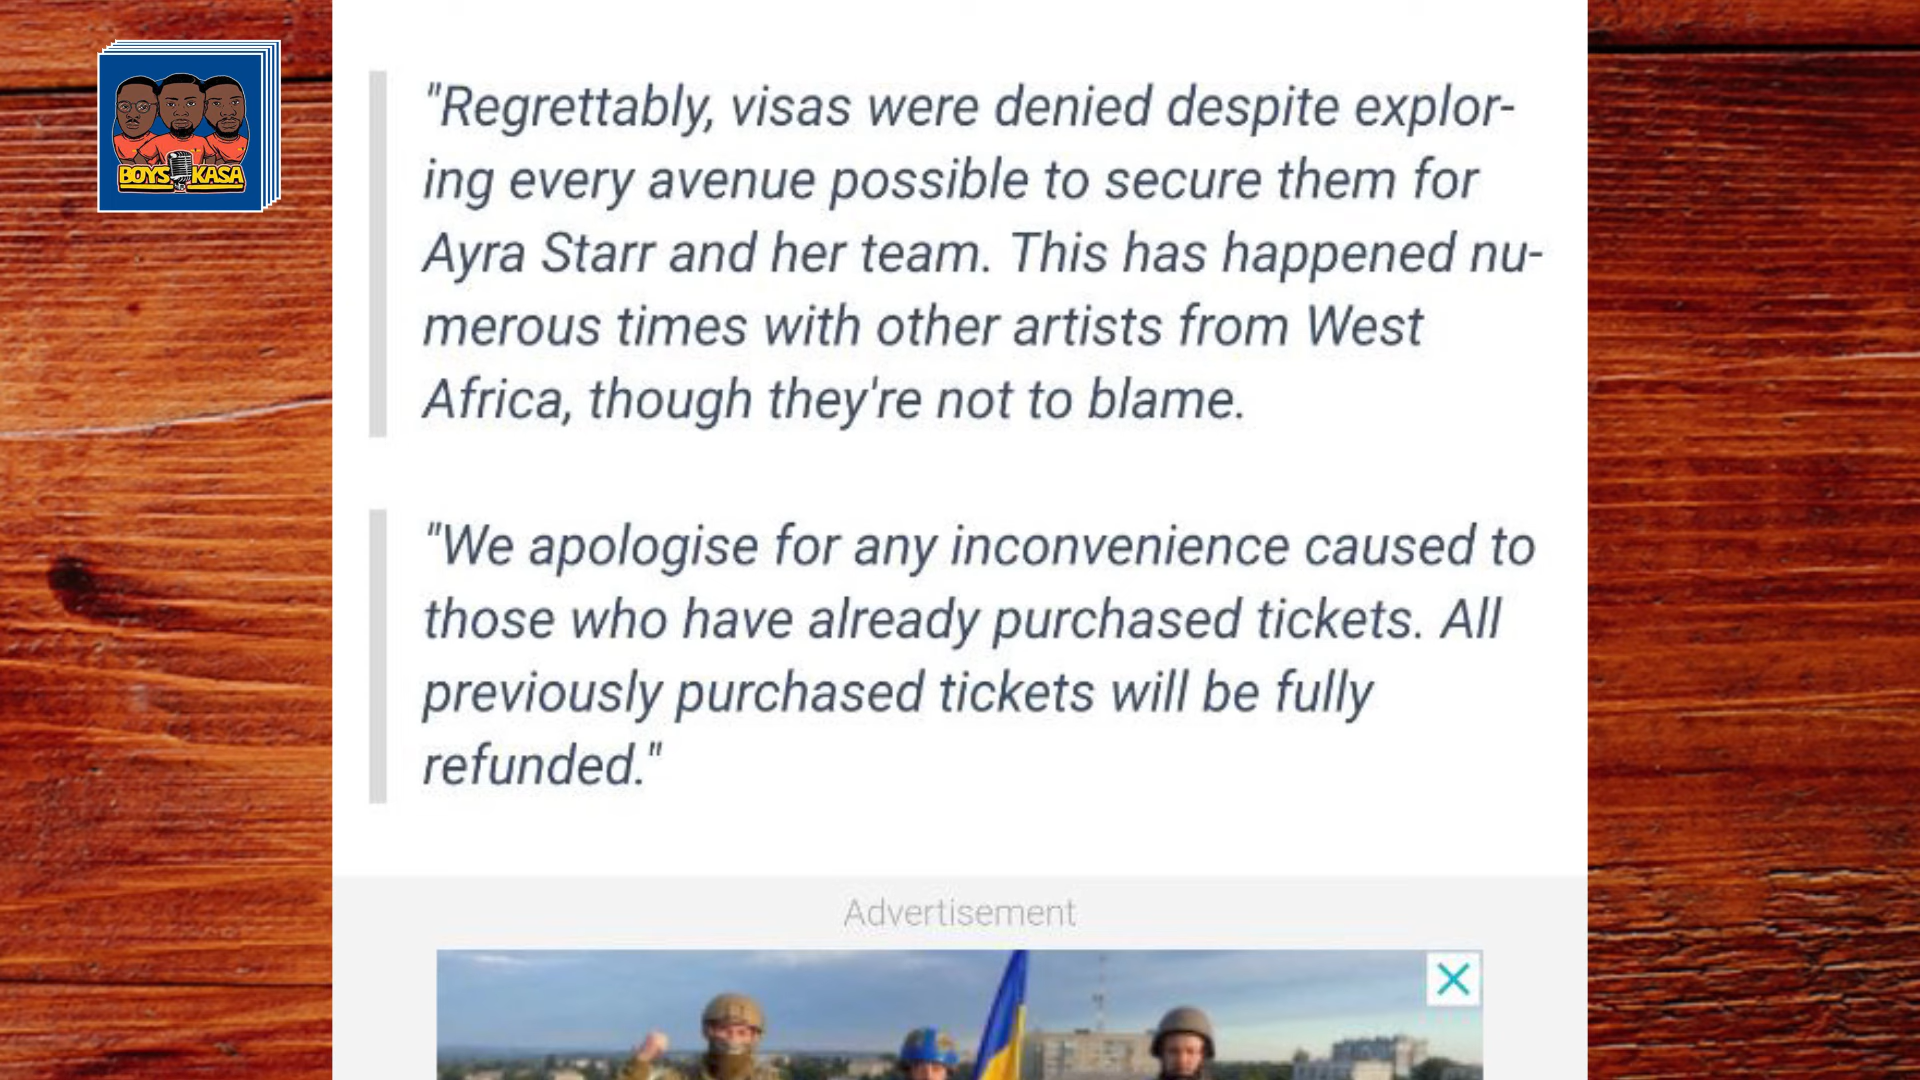 BOYS KASA
"Regrettably, visas were denied despite explor-
ing every avenue possible to secure them for
Ayra Starr and her team. This has happened nu-
merous times with other artists from West
Africa, though they're not to blame.
"We apologise for any inconvenience caused to
those who have already purchased tickets. All
previously purchased tickets will be fully
refunded."
Advertisement